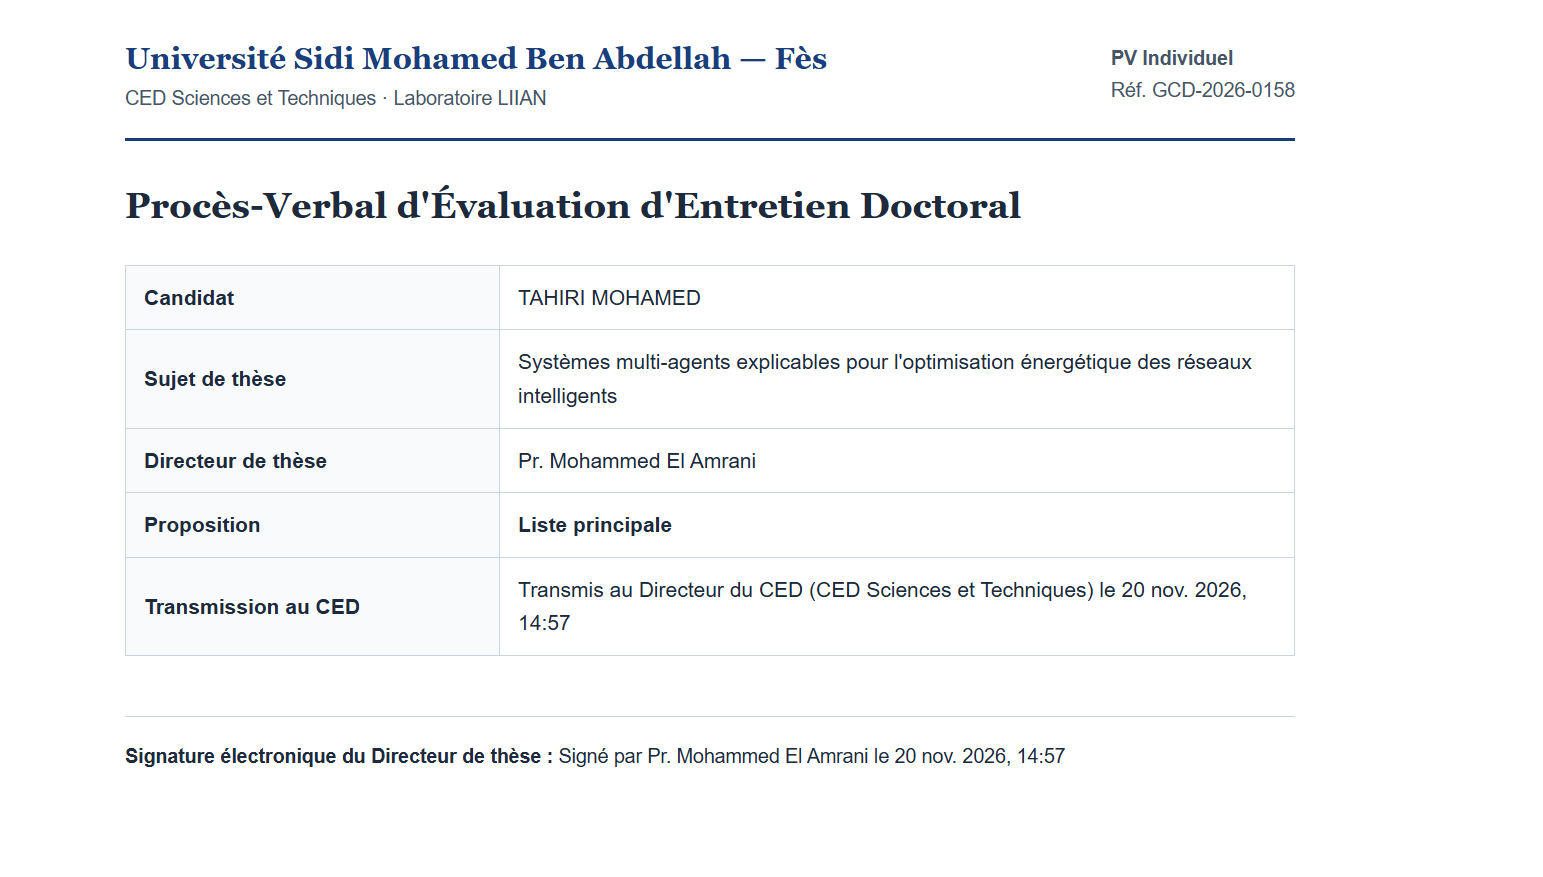 Université Sidi Mohamed Ben Abdellah — Fès
CED Sciences et Techniques · Laboratoire LIIAN
PV Individuel
Réf. GCD-2026-0158
Procès-Verbal d'Évaluation d'Entretien Doctoral
Candidat
TAHIRI MOHAMED
Sujet de thèse
Systèmes multi-agents explicables pour l'optimisation énergétique des réseaux
intelligents
Directeur de thèse
Pr. Mohammed El Amrani
Proposition
Liste principale
Transmission au CED
Transmis au Directeur du CED (CED Sciences et Techniques) le 20 nov. 2026,
14:57
Signature électronique du Directeur de thèse : Signé par Pr. Mohammed El Amrani le 20 nov. 2026, 14:57